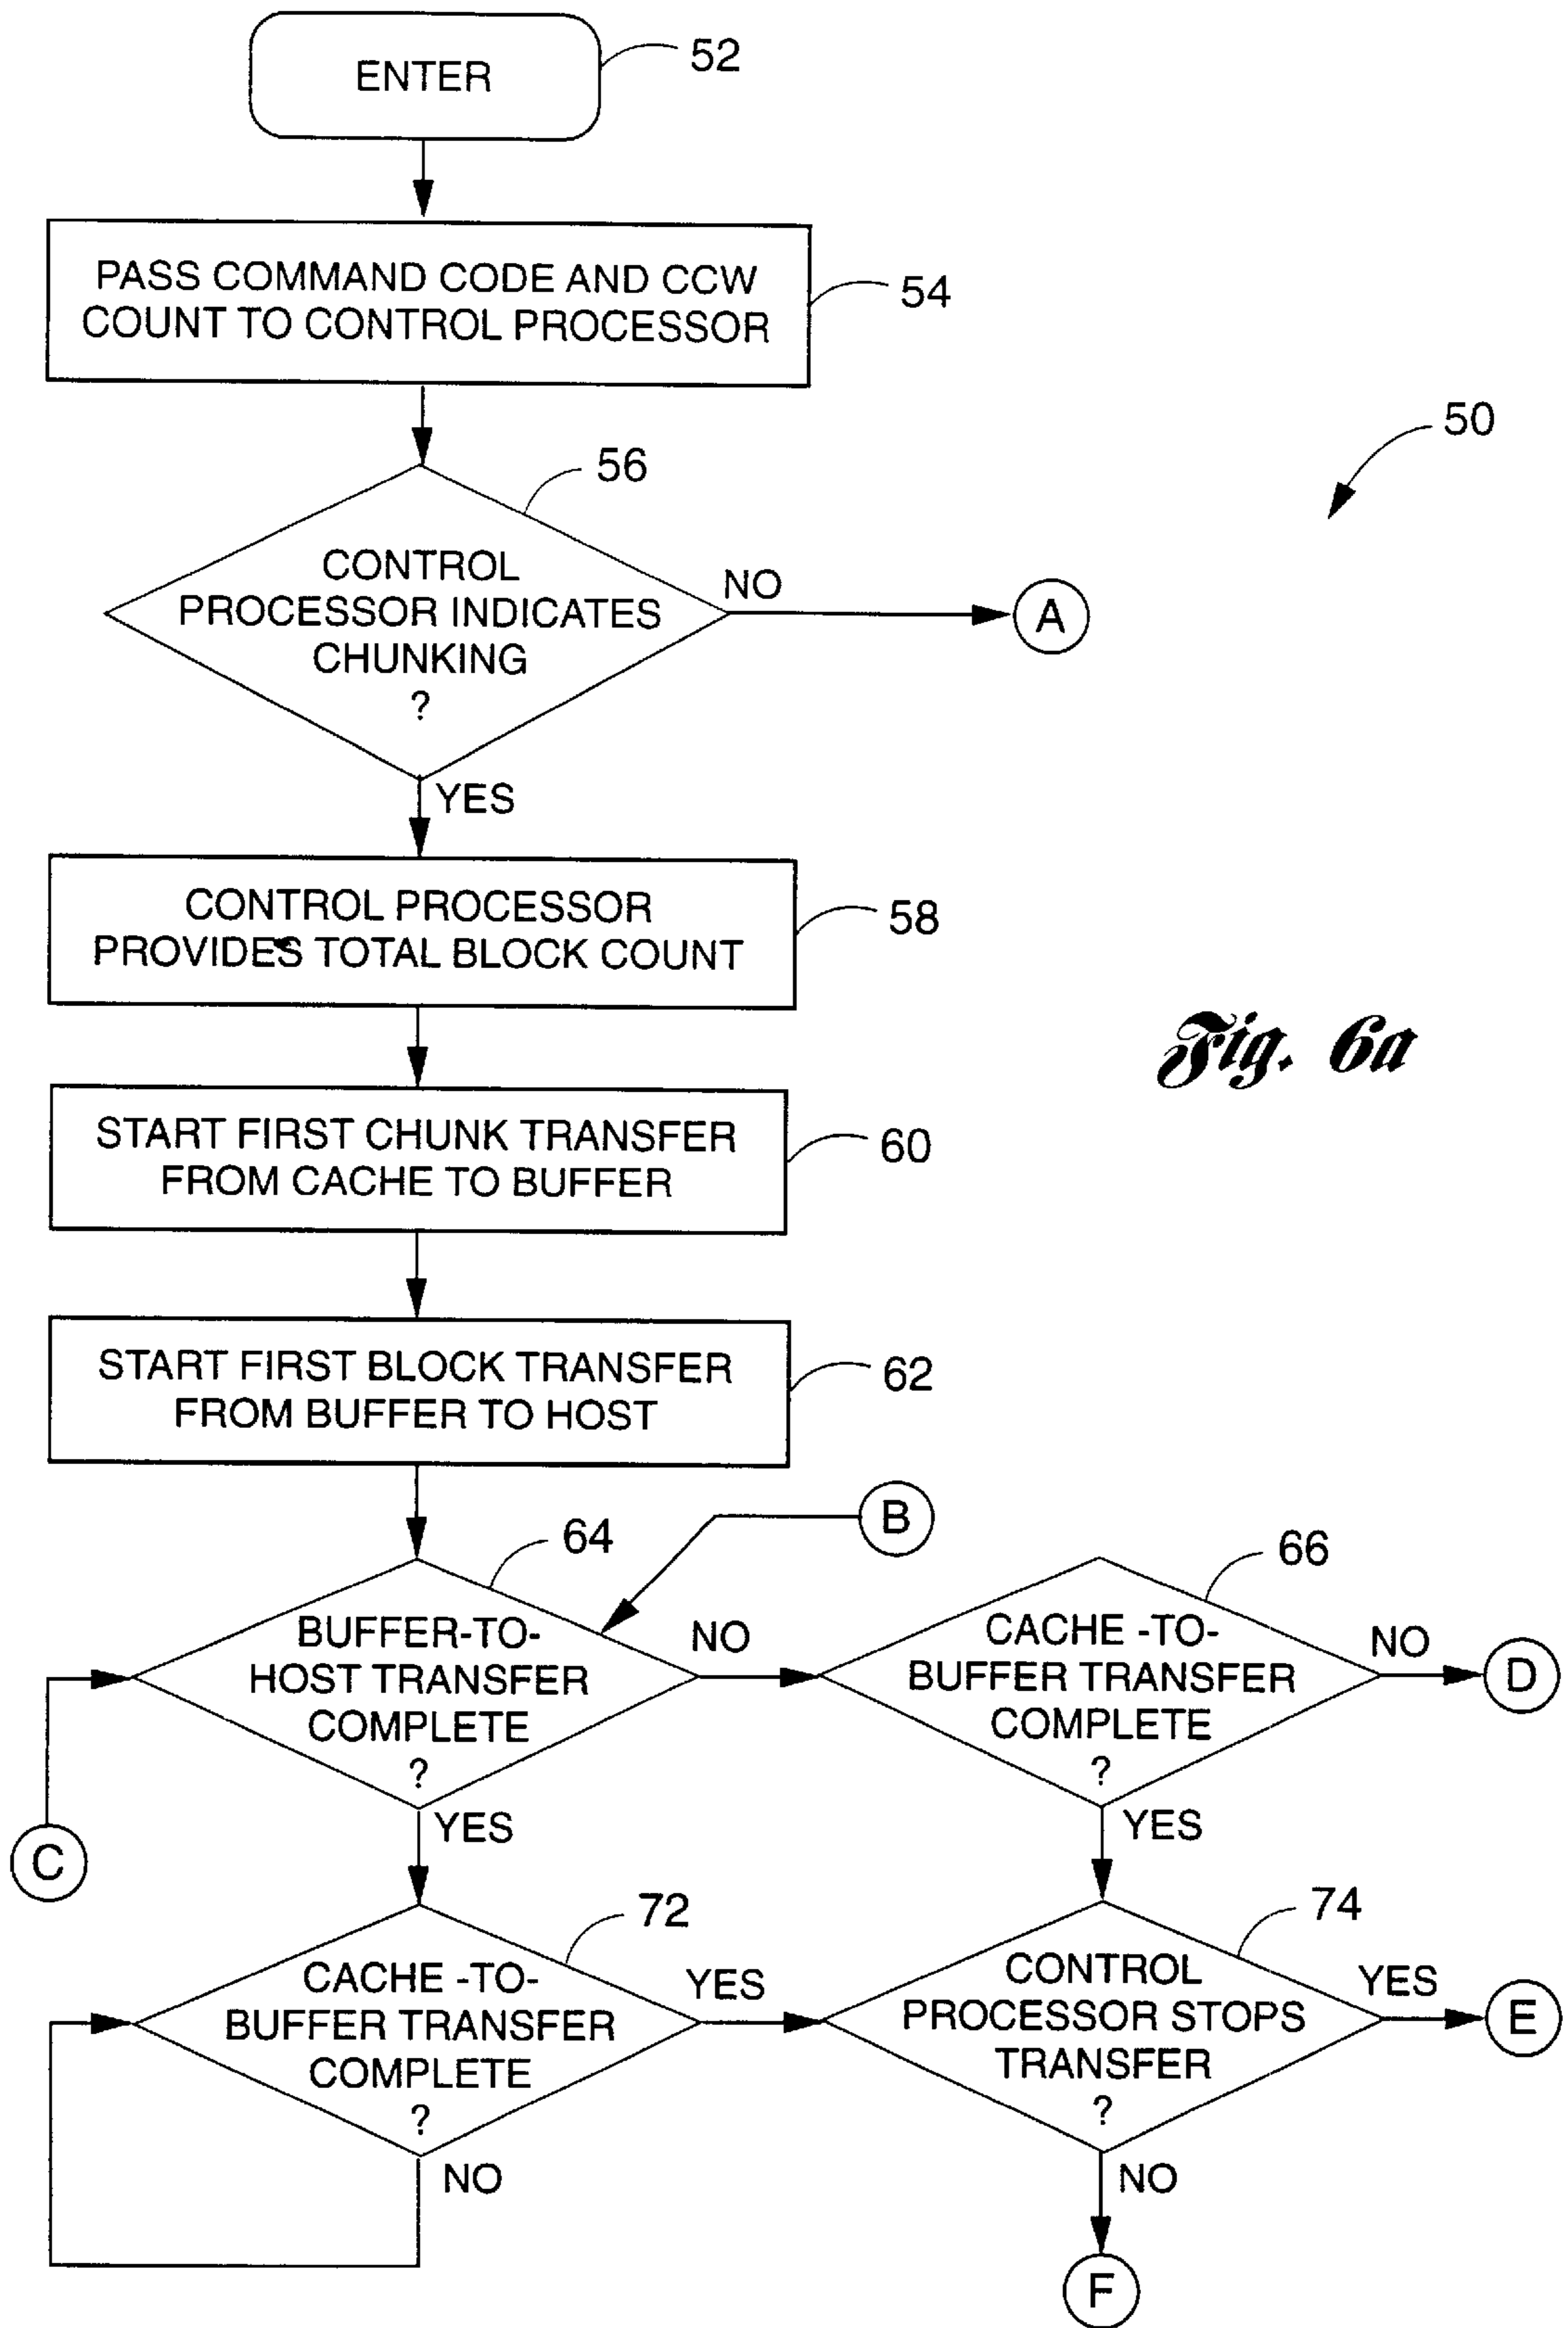 ENTER
52
PASS COMMAND CODE AND CCW
COUNT TO CONTROL PROCESSOR
54
50
56
CONTROL
PROCESSOR INDICATES
CHUNKING
?
NO
A
YES
CONTROL PROCESSOR
PROVIDES TOTAL BLOCK COUNT
58
Fig. 6a
START FIRST CHUNK TRANSFER
FROM CACHE TO BUFFER
60
START FIRST BLOCK TRANSFER
FROM BUFFER TO HOST
62
B
64
BUFFER-TO-
HOST TRANSFER
COMPLETE
?
NO
66
CACHE -TO-
BUFFER TRANSFER
COMPLETE
?
NO
D
C
YES
YES
72
CACHE -TO-
BUFFER TRANSFER
COMPLETE
?
YES
NO
74
CONTROL
PROCESSOR STOPS
TRANSFER
?
YES
E
NO
F